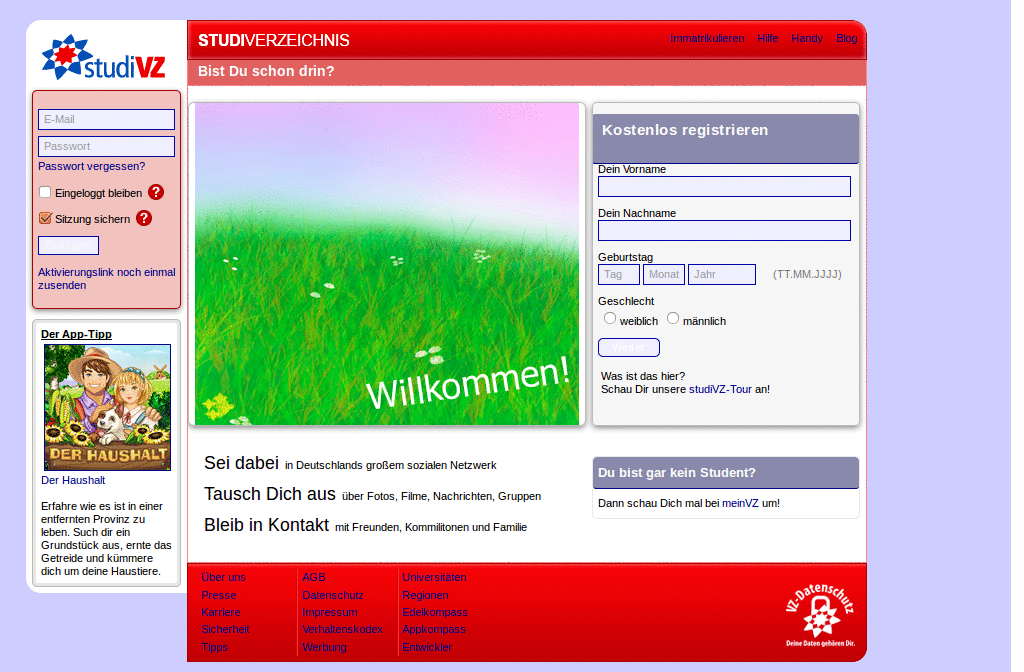 studiVZ
STUDIVERZEICHNIS
Immatrikulieren Hilfe Handy Blog
Bist Du schon drin?
E-Mail
Passwort
Passwort vergessen?
Eingeloggt bleiben ?
Sitzung sichern ?
Aktivierungslink noch einmal
zusenden
Der App-Tipp
DER HAUSHALT
Der Haushalt
Erfahre wie es ist in einer
entfernten Provinz zu
leben. Such dir ein
Grundstück aus, ernte das
Getreide und kümmere
dich um deine Haustiere.
Willkommen!
Kostenlos registrieren
Dein Vorname
Dein Nachname
Geburtstag
Tag Monat Jahr (TT.MM.JJJJ)
Geschlecht
weiblich männlich
Weiter
Was ist das hier?
Schau Dir unsere studiVZ-Tour an!
Sei dabei in Deutschlands großem sozialen Netzwerk
Tausch Dich aus über Fotos, Filme, Nachrichten, Gruppen
Bleib in Kontakt mit Freunden, Kommilitonen und Familie
Du bist gar kein Student?
Dann schau Dich mal bei meinVZ um!
Über uns AGB Universitäten
Presse Datenschutz Regionen
Karriere Impressum Edelkompass
Sicherheit Verhaltenskodex Appkompass
Tipps Werbung Entwickler
VZ-Datenschutz
Deine Daten gehören Dir.